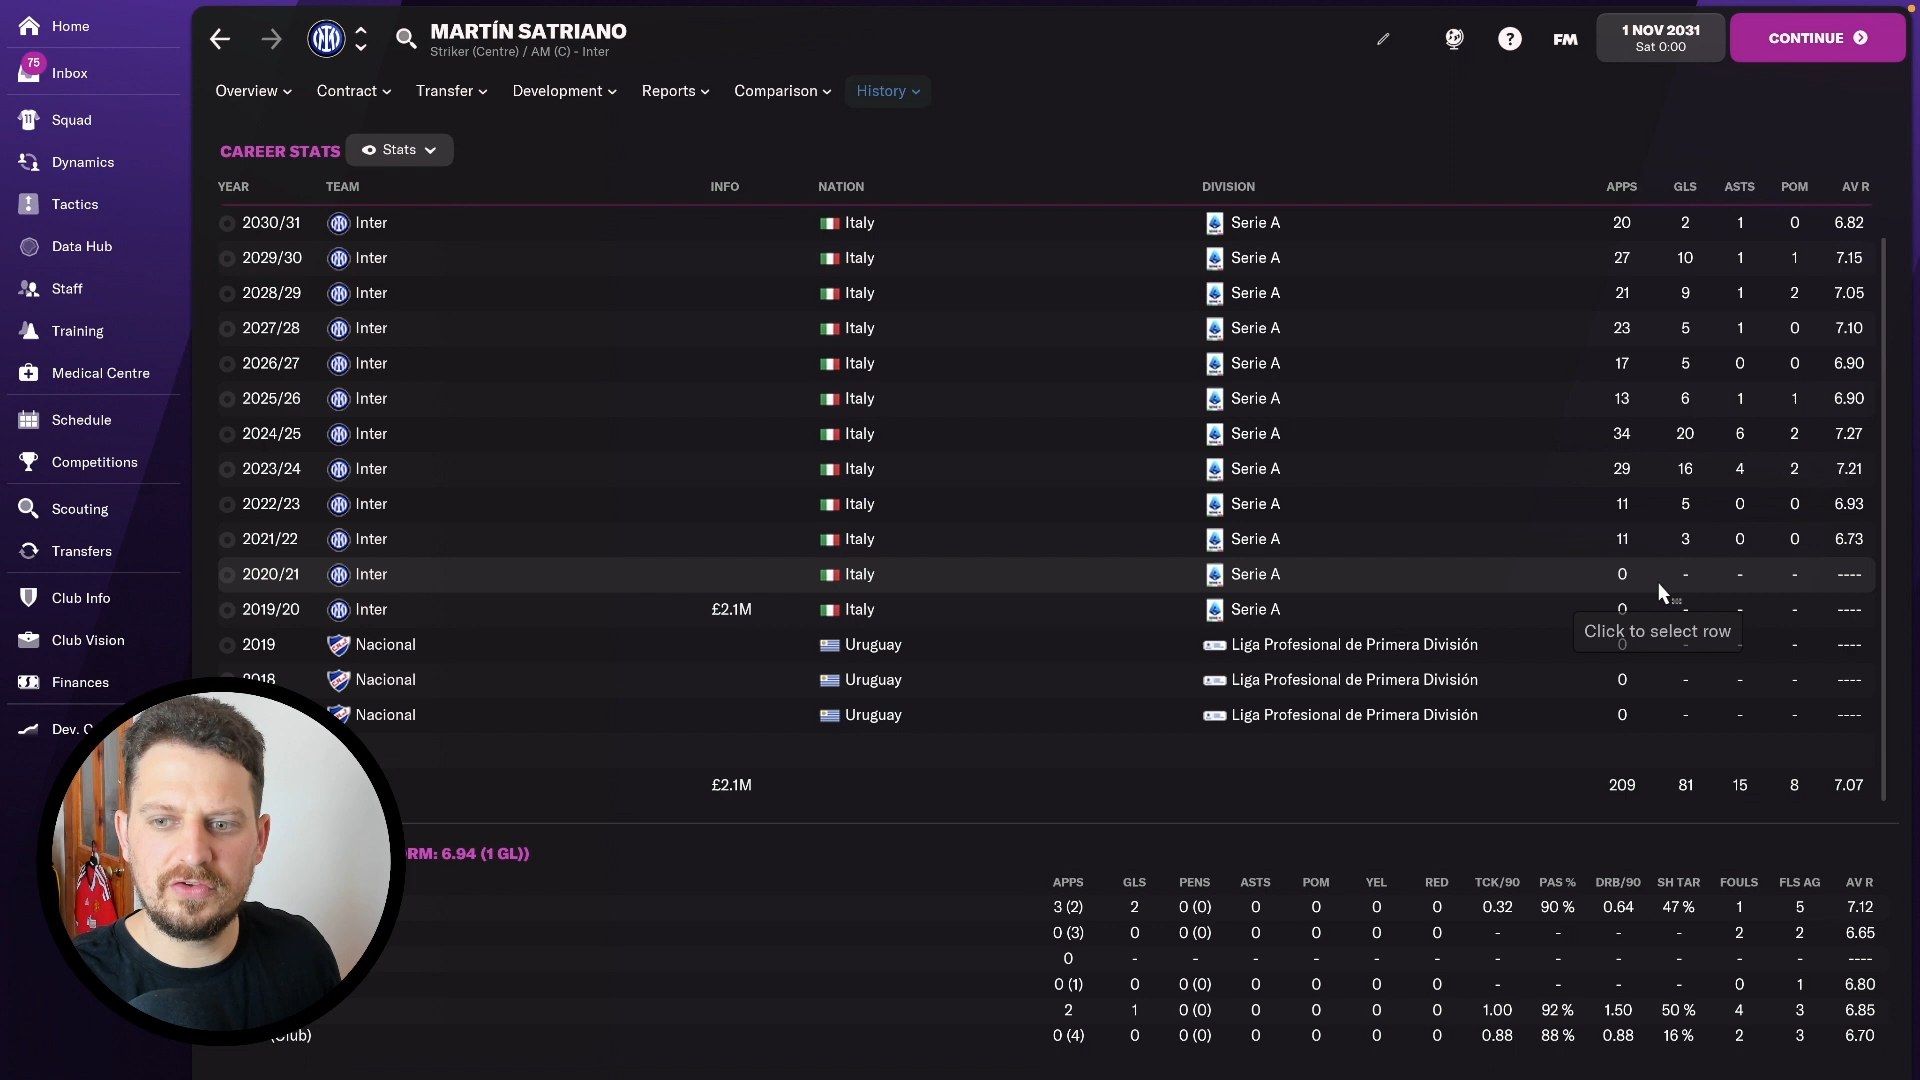 Home
75
Inbox
Squad
Dynamics
Tactics
Data Hub
Staff
Training
Medical Centre
Schedule
Competitions
Scouting
Transfers
Club Info
Club Vision
Finances
Dev. C
MARTÍN SATRIANO
Striker (Centre) / AM (C) - Inter
FM
1 NOV 2031
Sat 0:00
CONTINUE
Overview Contract Transfer Development Reports Comparison History
CAREER STATS Stats
YEAR TEAM INFO NATION DIVISION APPS GLS ASTS POM AV R
2030/31 Inter Italy Serie A 20 2 1 0 6.82
2029/30 Inter Italy Serie A 27 10 1 1 7.15
2028/29 Inter Italy Serie A 21 9 1 2 7.05
2027/28 Inter Italy Serie A 23 5 1 0 7.10
2026/27 Inter Italy Serie A 17 5 0 0 6.90
2025/26 Inter Italy Serie A 13 6 1 1 6.90
2024/25 Inter Italy Serie A 34 20 6 2 7.27
2023/24 Inter Italy Serie A 29 16 4 2 7.21
2022/23 Inter Italy Serie A 11 5 0 0 6.93
2021/22 Inter Italy Serie A 11 3 0 0 6.73
2020/21 Inter Italy Serie A 0 - - - ----
2019/20 Inter £2.1M Italy Serie A 0 - - - ----
Click to select row
2019 Nacional Uruguay Liga Profesional de Primera División 0 - - - ----
2018 Nacional Uruguay Liga Profesional de Primera División 0 - - - ----
Nacional Uruguay Liga Profesional de Primera División 0 - - - ----
£2.1M 209 81 15 8 7.07
RM: 6.94 (1 GL))
APPS GLS PENS ASTS POM YEL RED TCK/90 PAS % DRB/90 SH TAR FOULS FLS AG AV R
3 (2) 2 0 (0) 0 0 0 0 0.32 90 % 0.64 47 % 1 5 7.12
0 (3) 0 0 (0) 0 0 0 0 - - - - 2 2 6.65
0 - - - - - - - - - - - - ----
0 (1) 0 0 (0) 0 0 0 0 - - - - 0 1 6.80
2 1 0 (0) 0 0 0 0 1.00 92 % 1.50 50 % 4 3 6.85
(Club) 0 (4) 0 0 (0) 0 0 0 0 0.88 88 % 0.88 16 % 2 3 6.70